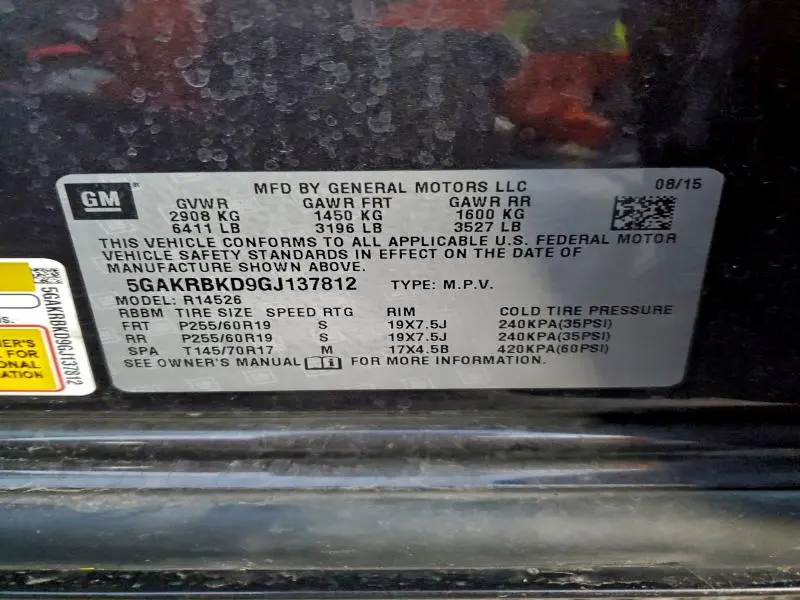 GM
MFD BY GENERAL MOTORS LLC 08/15
GVWR GAWR FRT GAWR RR
2908 KG 1450 KG 1600 KG
6411 LB 3196 LB 3527 LB
THIS VEHICLE CONFORMS TO ALL APPLICABLE U.S. FEDERAL MOTOR
VEHICLE SAFETY STANDARDS IN EFFECT ON THE DATE OF
MANUFACTURE SHOWN ABOVE.
5GAKRBKD9GJ137812 TYPE: M.P.V.
MODEL: R14526
RBBM TIRE SIZE SPEED RTG RIM COLD TIRE PRESSURE
FRT P255/60R19 S 19X7.5J 240KPA(35PSI)
RR P255/60R19 S 19X7.5J 240KPA(35PSI)
SPA T145/70R17 M 17X4.5B 420KPA(60PSI)
SEE OWNER'S MANUAL FOR MORE INFORMATION.
5GAKRBKD9GJ137812
S.
ER'S
FOR
ONAL
ATION